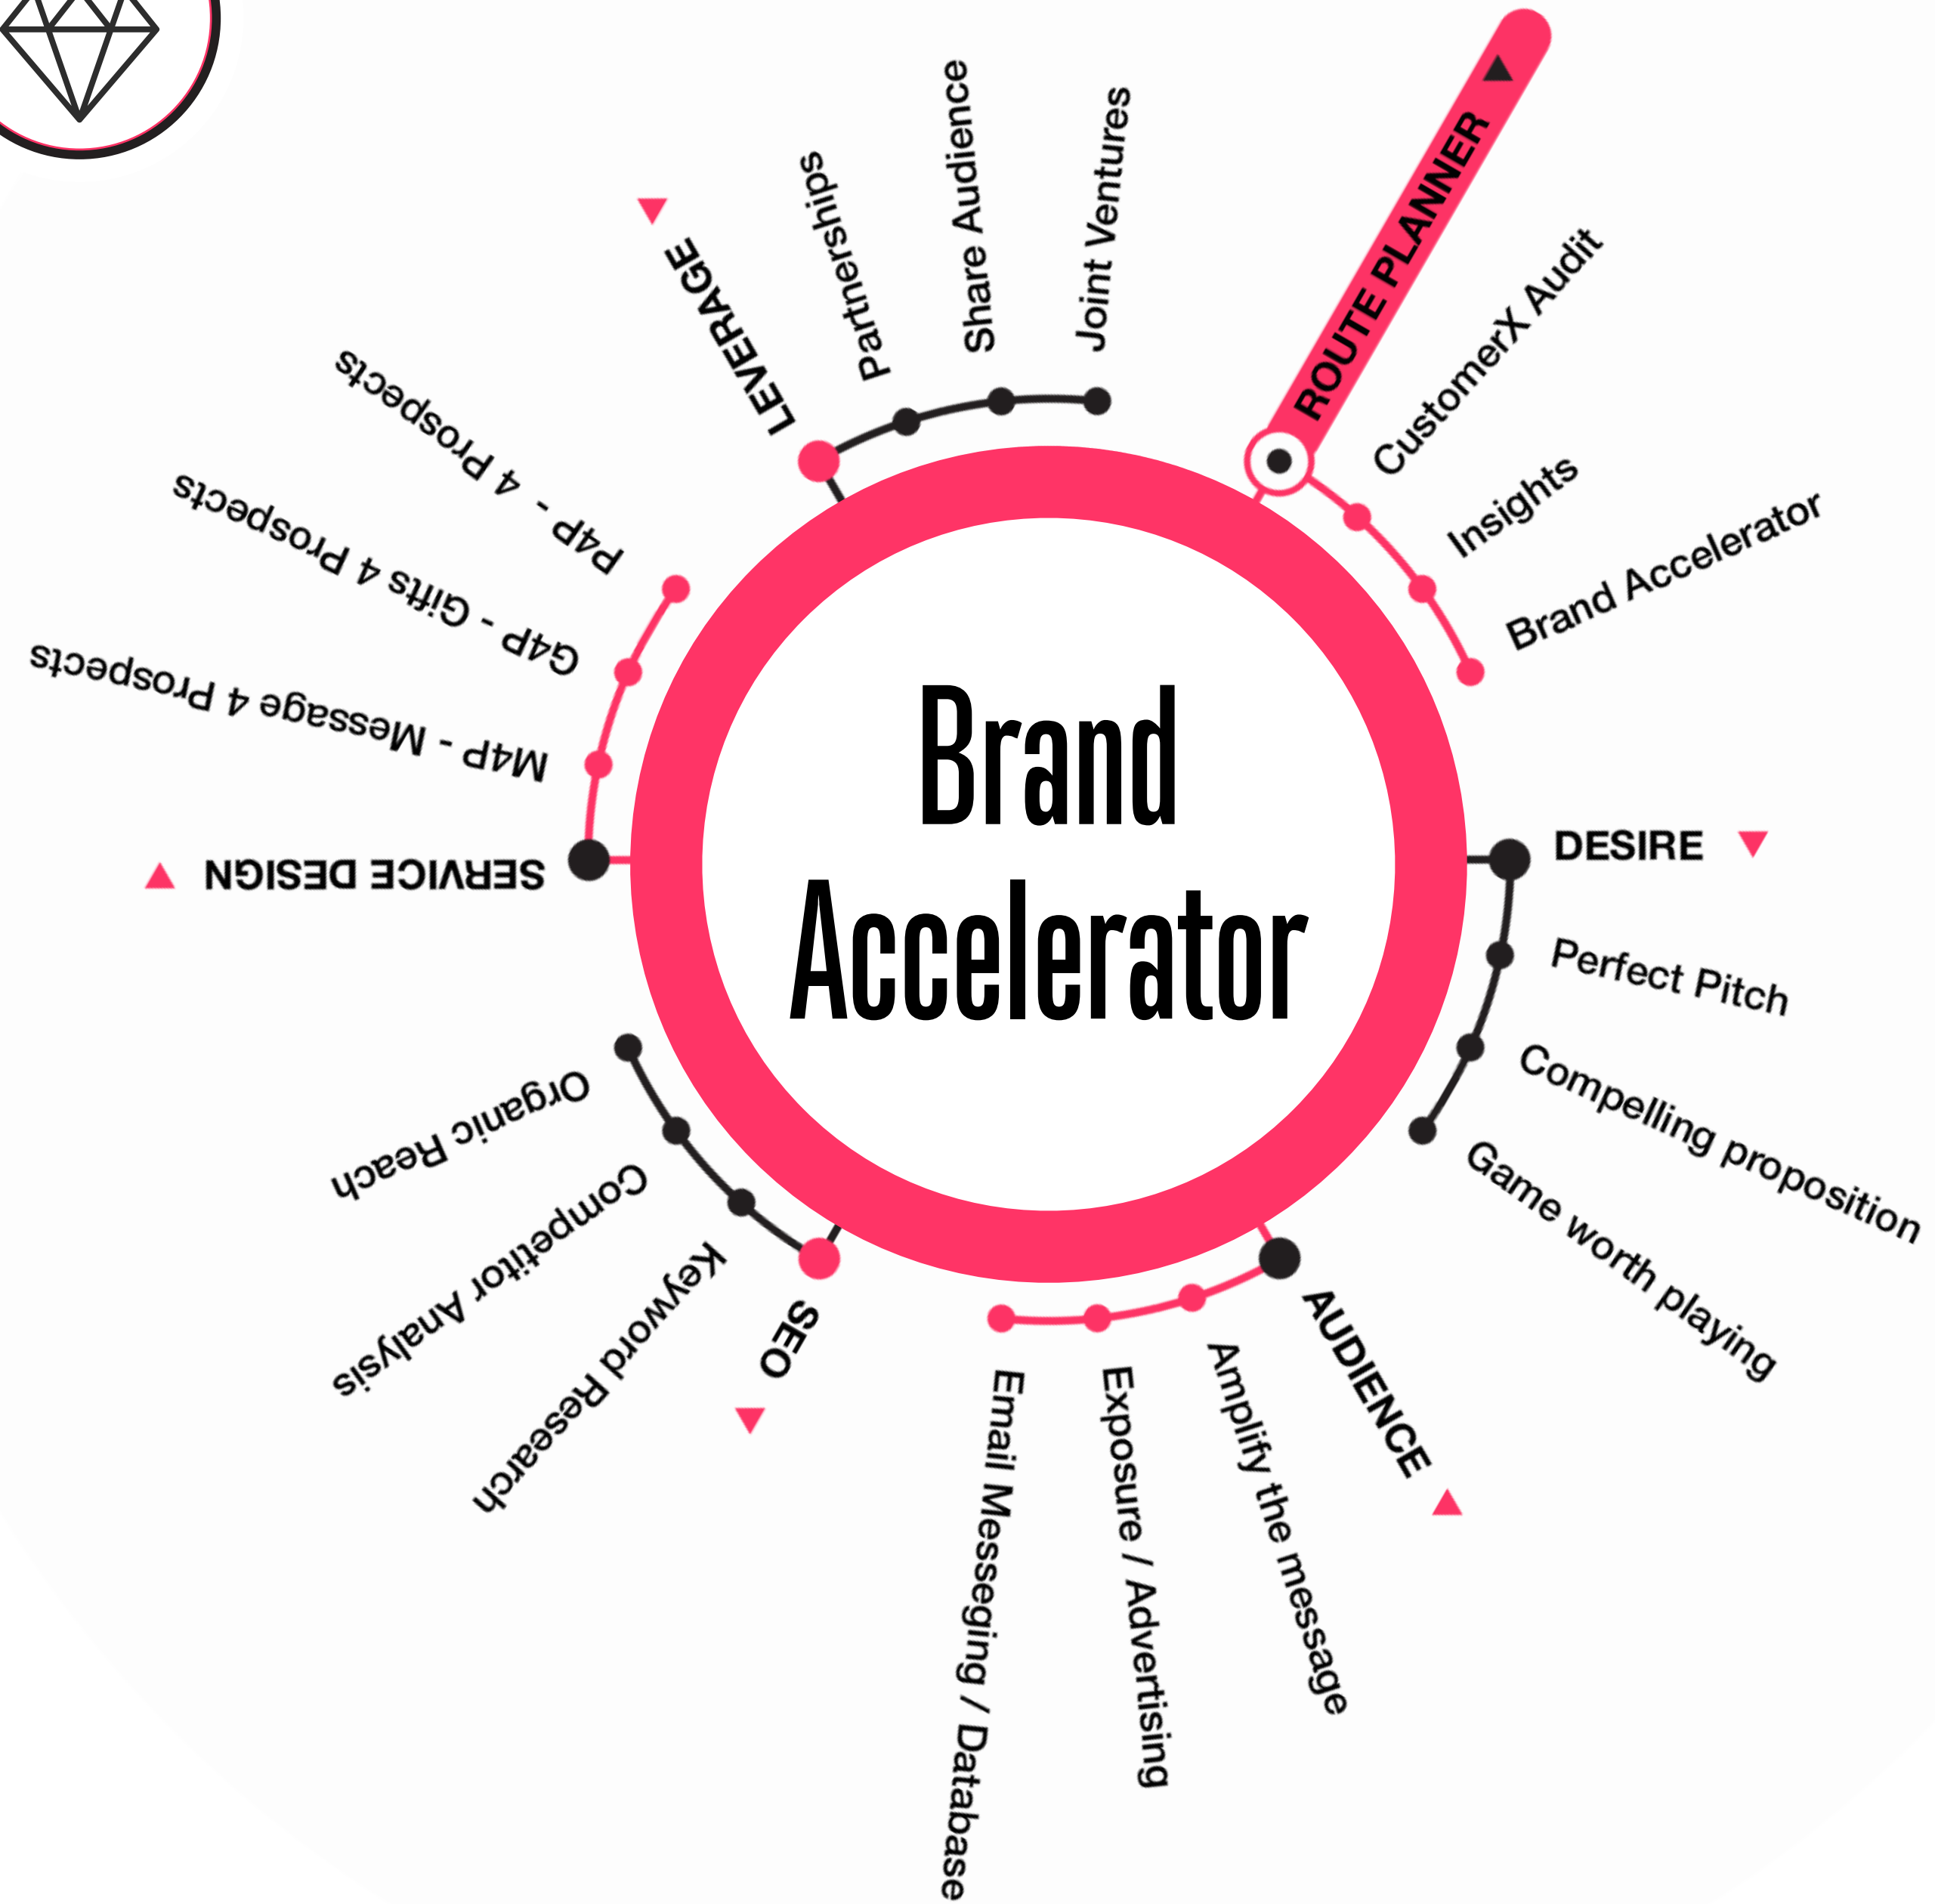 Brand
Accelerator
ROUTE PLANNER
CustomerX Audit
Insights
Brand Accelerator
DESIRE
Perfect Pitch
Compelling proposition
Game worth playing
AUDIENCE
Amplify the message
Exposure / Advertising
Email Messeging / Database
SEO
Keyword Research
Competitor Analysis
Organic Reach
SERVICE DESIGN
M4P - Message 4 Prospects
G4P - Gifts 4 Prospects
P4P - 4 Prospects
LEVERAGE
Partnerships
Share Audience
Joint Ventures